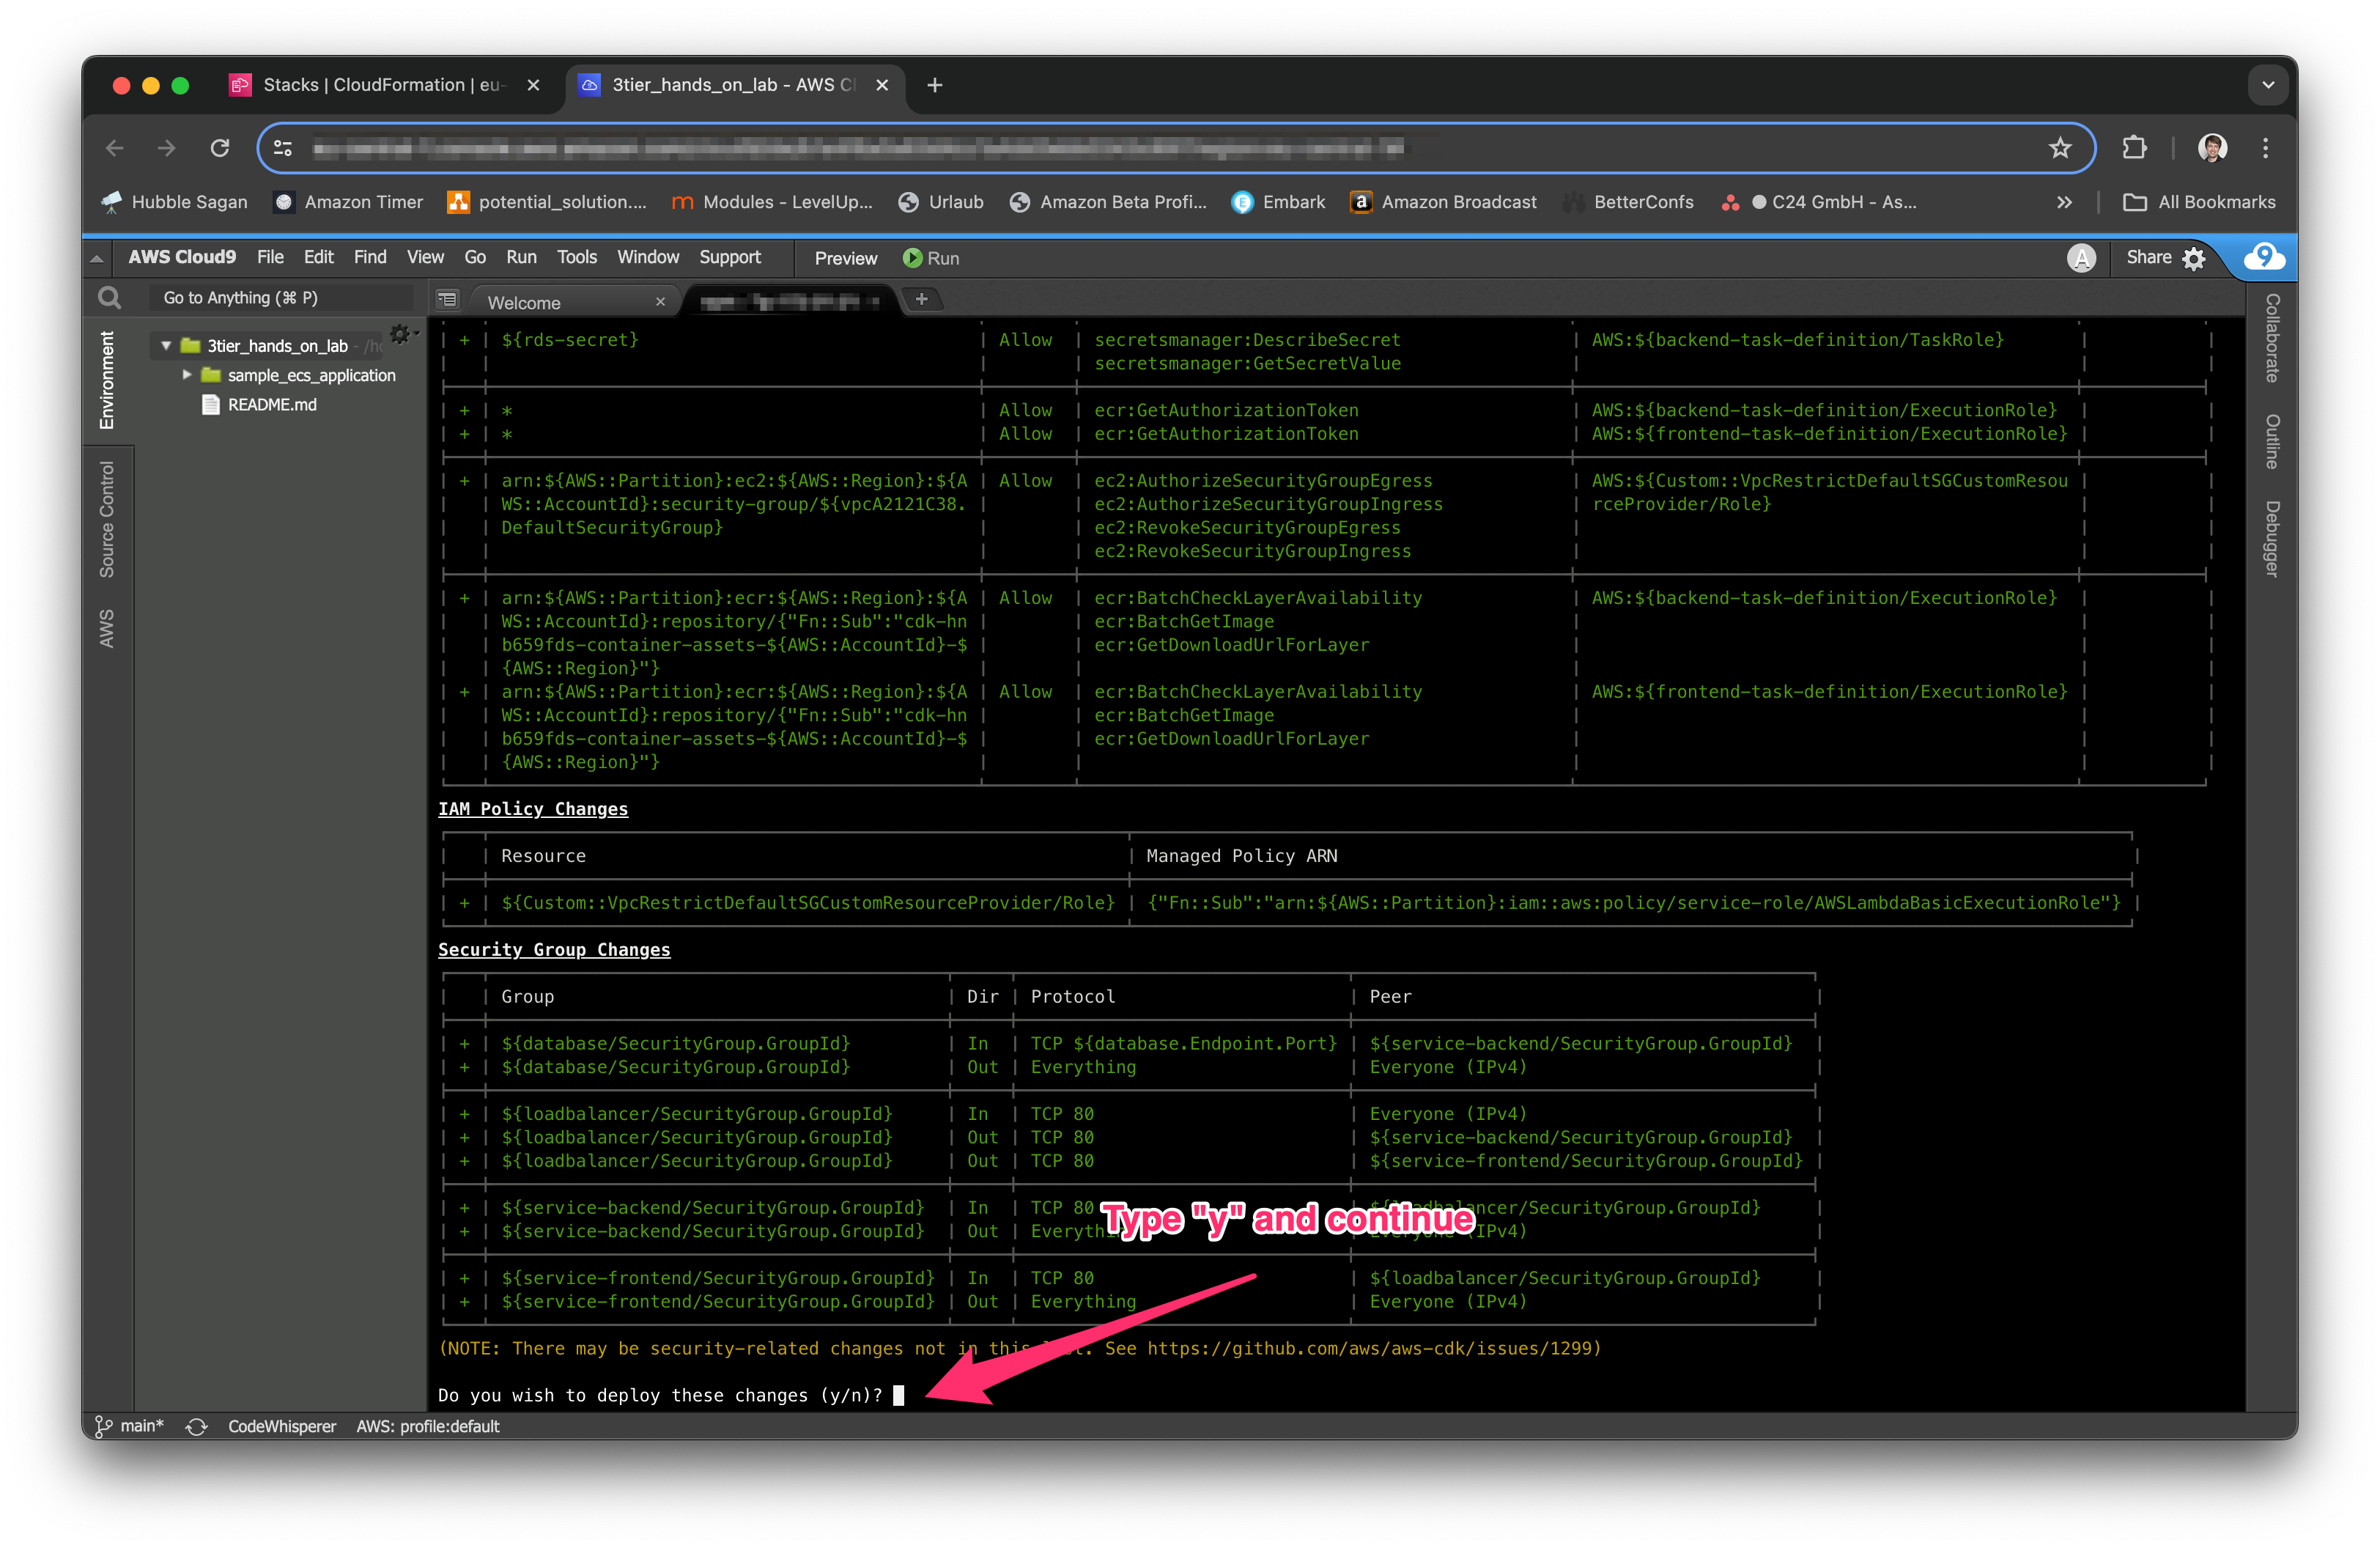 Stacks | CloudFormation | eu-
3tier_hands_on_lab - AWS Cl
Hubble Sagan
Amazon Timer
potential_solution....
Modules - LevelUp...
Urlaub
Amazon Beta Profi...
Embark
Amazon Broadcast
BetterConfs
C24 GmbH - As...
All Bookmarks
AWS Cloud9 File Edit Find View Go Run Tools Window Support Preview Run
A Share 9
Go to Anything (⌘ P)
Welcome
Environment
Source Control
AWS
3tier_hands_on_lab
sample_ecs_application
README.md
Collaborate
Outline
Debugger
+ | ${rds-secret} | Allow | secretsmanager:DescribeSecret | AWS:${backend-task-definition/TaskRole}
secretsmanager:GetSecretValue
+ | * | Allow | ecr:GetAuthorizationToken | AWS:${backend-task-definition/ExecutionRole}
+ | * | Allow | ecr:GetAuthorizationToken | AWS:${frontend-task-definition/ExecutionRole}
+ | arn:${AWS::Partition}:ec2:${AWS::Region}:${A | Allow | ec2:AuthorizeSecurityGroupEgress | AWS:${Custom::VpcRestrictDefaultSGCustomResou
WS::AccountId}:security-group/${vpcA2121C38. | ec2:AuthorizeSecurityGroupIngress | rceProvider/Role}
DefaultSecurityGroup} | ec2:RevokeSecurityGroupEgress
ec2:RevokeSecurityGroupIngress
+ | arn:${AWS::Partition}:ecr:${AWS::Region}:${A | Allow | ecr:BatchCheckLayerAvailability | AWS:${backend-task-definition/ExecutionRole}
WS::AccountId}:repository/{"Fn::Sub":"cdk-hn | ecr:BatchGetImage
b659fds-container-assets-${AWS::AccountId}-$ | ecr:GetDownloadUrlForLayer
{AWS::Region}"}
+ | arn:${AWS::Partition}:ecr:${AWS::Region}:${A | Allow | ecr:BatchCheckLayerAvailability | AWS:${frontend-task-definition/ExecutionRole}
WS::AccountId}:repository/{"Fn::Sub":"cdk-hn | ecr:BatchGetImage
b659fds-container-assets-${AWS::AccountId}-$ | ecr:GetDownloadUrlForLayer
{AWS::Region}"}
IAM Policy Changes
Resource | Managed Policy ARN
+ | ${Custom::VpcRestrictDefaultSGCustomResourceProvider/Role} | {"Fn::Sub":"arn:${AWS::Partition}:iam::aws:policy/service-role/AWSLambdaBasicExecutionRole"}
Security Group Changes
Group | Dir | Protocol | Peer
+ | ${database/SecurityGroup.GroupId} | In | TCP ${database.Endpoint.Port} | ${service-backend/SecurityGroup.GroupId}
+ | ${database/SecurityGroup.GroupId} | Out | Everything | Everyone (IPv4)
+ | ${loadbalancer/SecurityGroup.GroupId} | In | TCP 80 | Everyone (IPv4)
+ | ${loadbalancer/SecurityGroup.GroupId} | Out | TCP 80 | ${service-backend/SecurityGroup.GroupId}
+ | ${loadbalancer/SecurityGroup.GroupId} | Out | TCP 80 | ${service-frontend/SecurityGroup.GroupId}
+ | ${service-backend/SecurityGroup.GroupId} | In | TCP 80 | ${loadbalancer/SecurityGroup.GroupId}
Type "y" and continue
+ | ${service-backend/SecurityGroup.GroupId} | Out | Everything | Everyone (IPv4)
+ | ${service-frontend/SecurityGroup.GroupId} | In | TCP 80 | ${loadbalancer/SecurityGroup.GroupId}
+ | ${service-frontend/SecurityGroup.GroupId} | Out | Everything | Everyone (IPv4)
(NOTE: There may be security-related changes not in this list. See https://github.com/aws/aws-cdk/issues/1299)
Do you wish to deploy these changes (y/n)?
main* CodeWhisperer AWS: profile:default